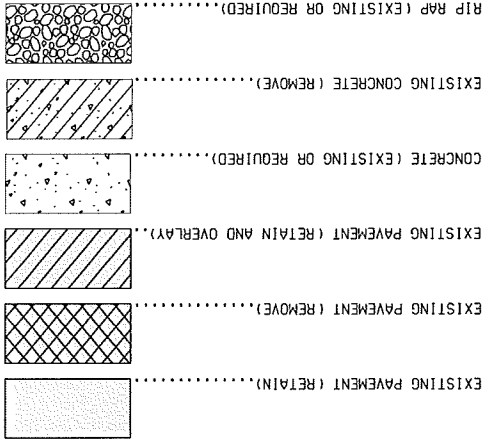 EXISTING PAVEMENT (RETAIN)..............
EXISTING PAVEMENT (REMOVE)..............
EXISTING PAVEMENT (RETAIN AND OVERLAY)..
CONCRETE (EXISTING OR REQUIRED).........
EXISTING CONCRETE (REMOVE)..............
RIP RAP (EXISTING OR REQUIRED)..........